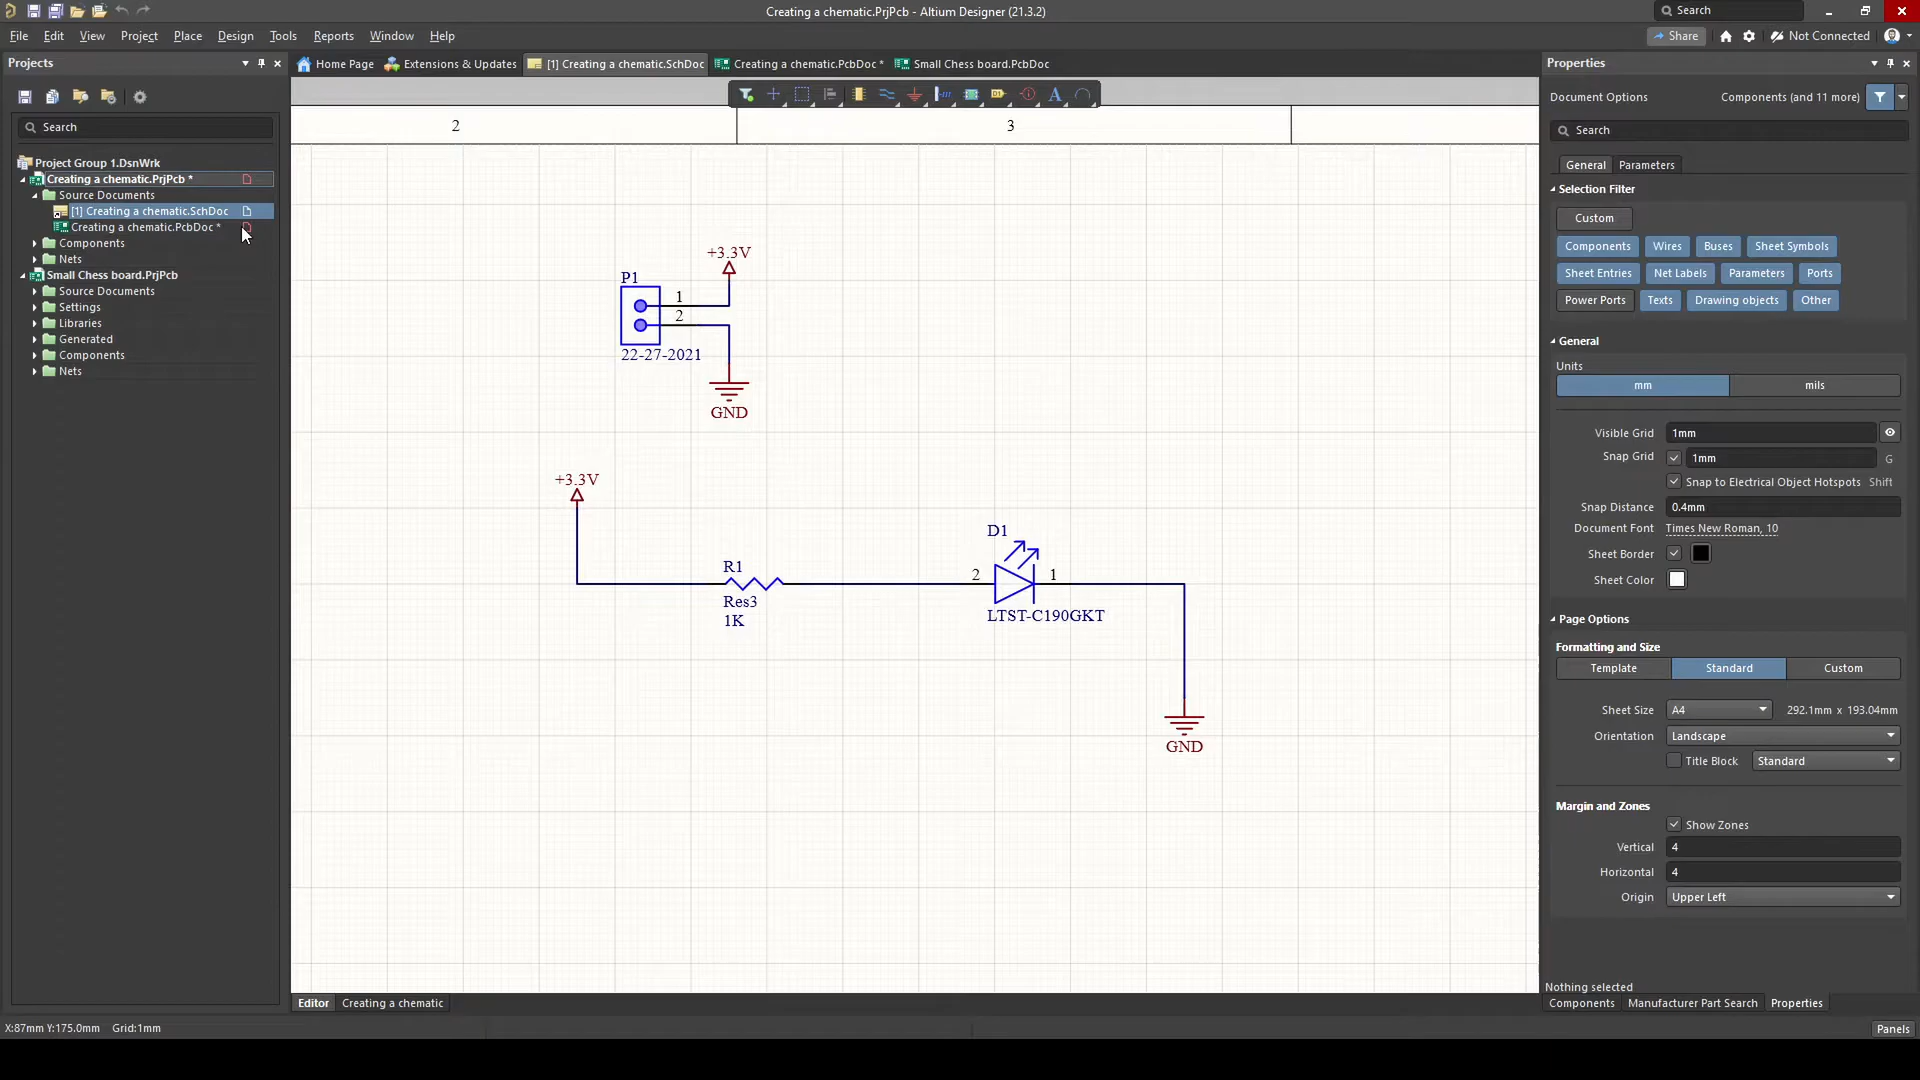 Creating a chematic.PrjPcb - Altium Designer (21.3.2)
Search
File Edit View Project Place Design Tools Reports Window Help
Share
Not Connected
Projects
Home Page
Extensions & Updates
[1] Creating a chematic.SchDoc
Creating a chematic.PcbDoc *
Small Chess board.PcbDoc
Properties
Search
Project Group 1.DsnWrk
Creating a chematic.PrjPcb *
Source Documents
[1] Creating a chematic.SchDoc
Creating a chematic.PcbDoc *
Components
Nets
Small Chess board.PrjPcb
Source Documents
Settings
Libraries
Generated
Components
Nets
2
3
+3.3V
P1
1
2
22-27-2021
GND
+3.3V
R1
Res3
1K
D1
2
1
LTST-C190GKT
GND
Document Options
Components (and 11 more)
Search
General
Parameters
Selection Filter
Custom
Components Wires Buses Sheet Symbols
Sheet Entries Net Labels Parameters Ports
Power Ports Texts Drawing objects Other
General
Units
mm
mils
Visible Grid 1mm
Snap Grid 1mm G
Snap to Electrical Object Hotspots Shift
Snap Distance 0.4mm
Document Font Times New Roman, 10
Sheet Border
Sheet Color
Page Options
Formatting and Size
Template Standard Custom
Sheet Size A4 292.1mm x 193.04mm
Orientation Landscape
Title Block Standard
Margin and Zones
Show Zones
Vertical 4
Horizontal 4
Origin Upper Left
Nothing selected
Components Manufacturer Part Search Properties
Editor Creating a chematic
X:87mm Y:175.0mm Grid:1mm
Panels